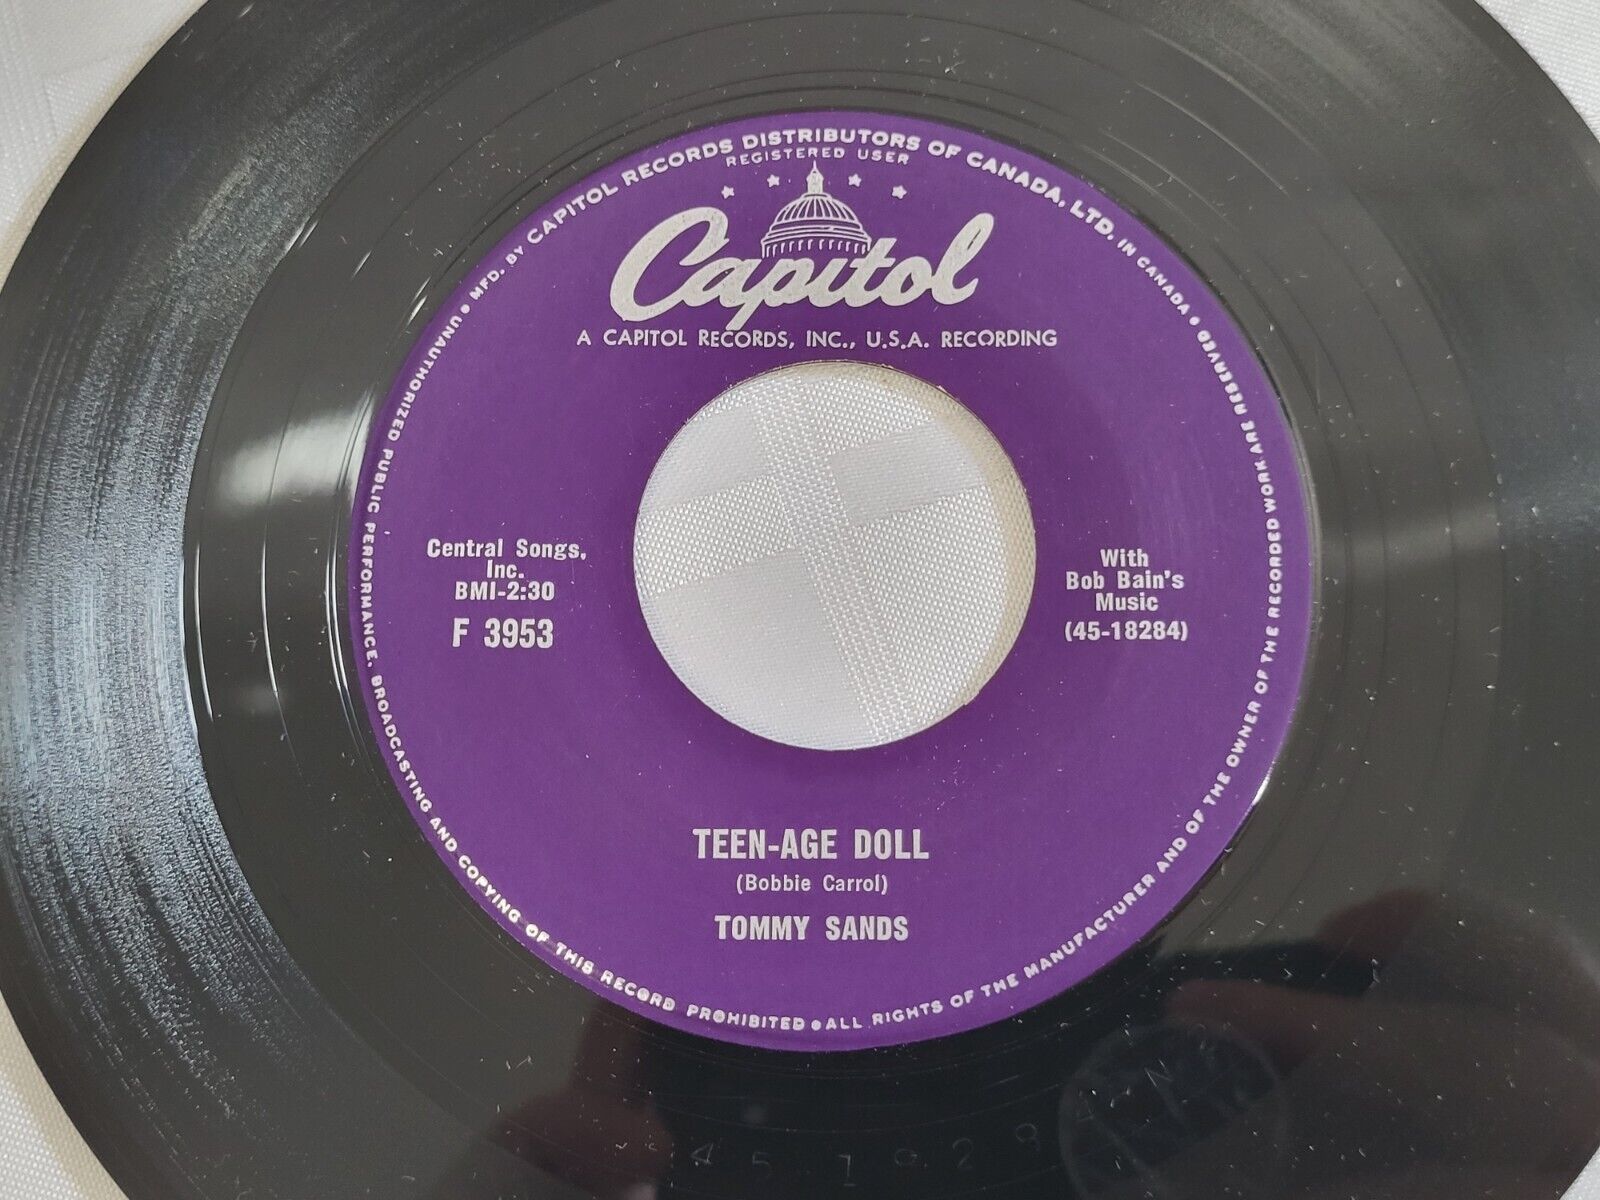 MFD. BY CAPITOL RECORDS DISTRIBUTORS OF CANADA, LTD. IN CANADA • UNAUTHORIZED PUBLIC PERFORMANCE, BROADCASTING AND COPYING OF THIS RECORD PROHIBITED • ALL RIGHTS OF THE MANUFACTURER AND OF THE OWNER OF THE RECORDED WORK ARE RESERVED
REGISTERED USER
Capitol
A CAPITOL RECORDS, INC., U.S.A. RECORDING
Central Songs,
Inc.
BMI-2:30
F 3953
With
Bob Bain's
Music
(45-18284)
TEEN-AGE DOLL
(Bobbie Carrol)
TOMMY SANDS